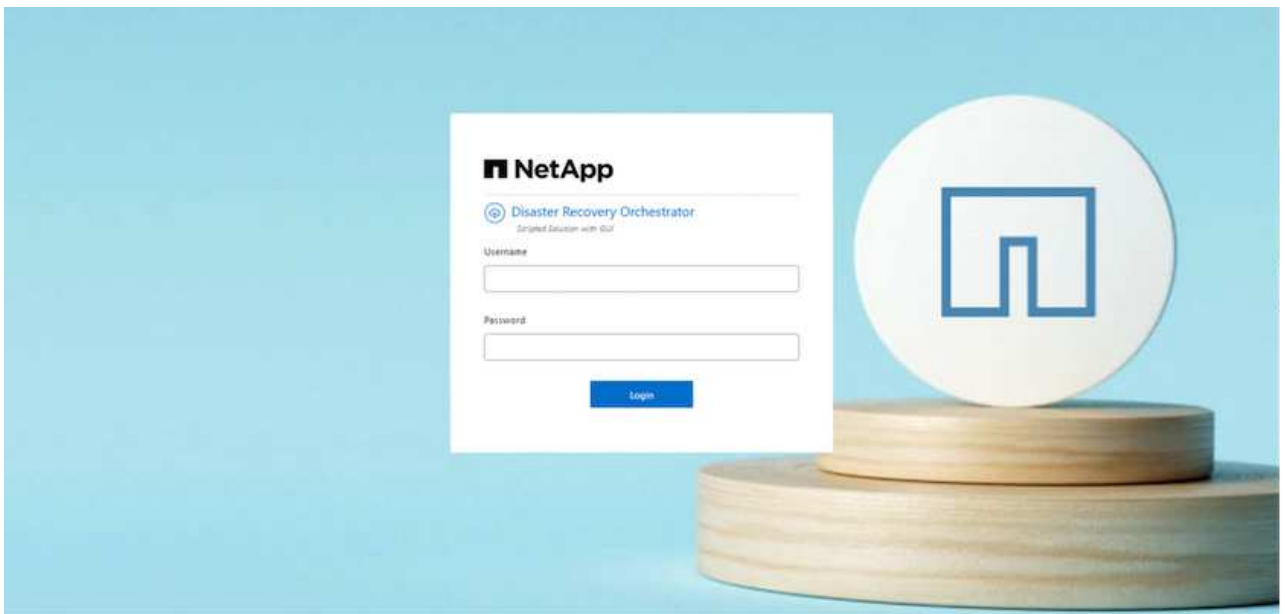 NetApp
Disaster Recovery Orchestrator
Scripted Solution with GUI
Username
Password
Login